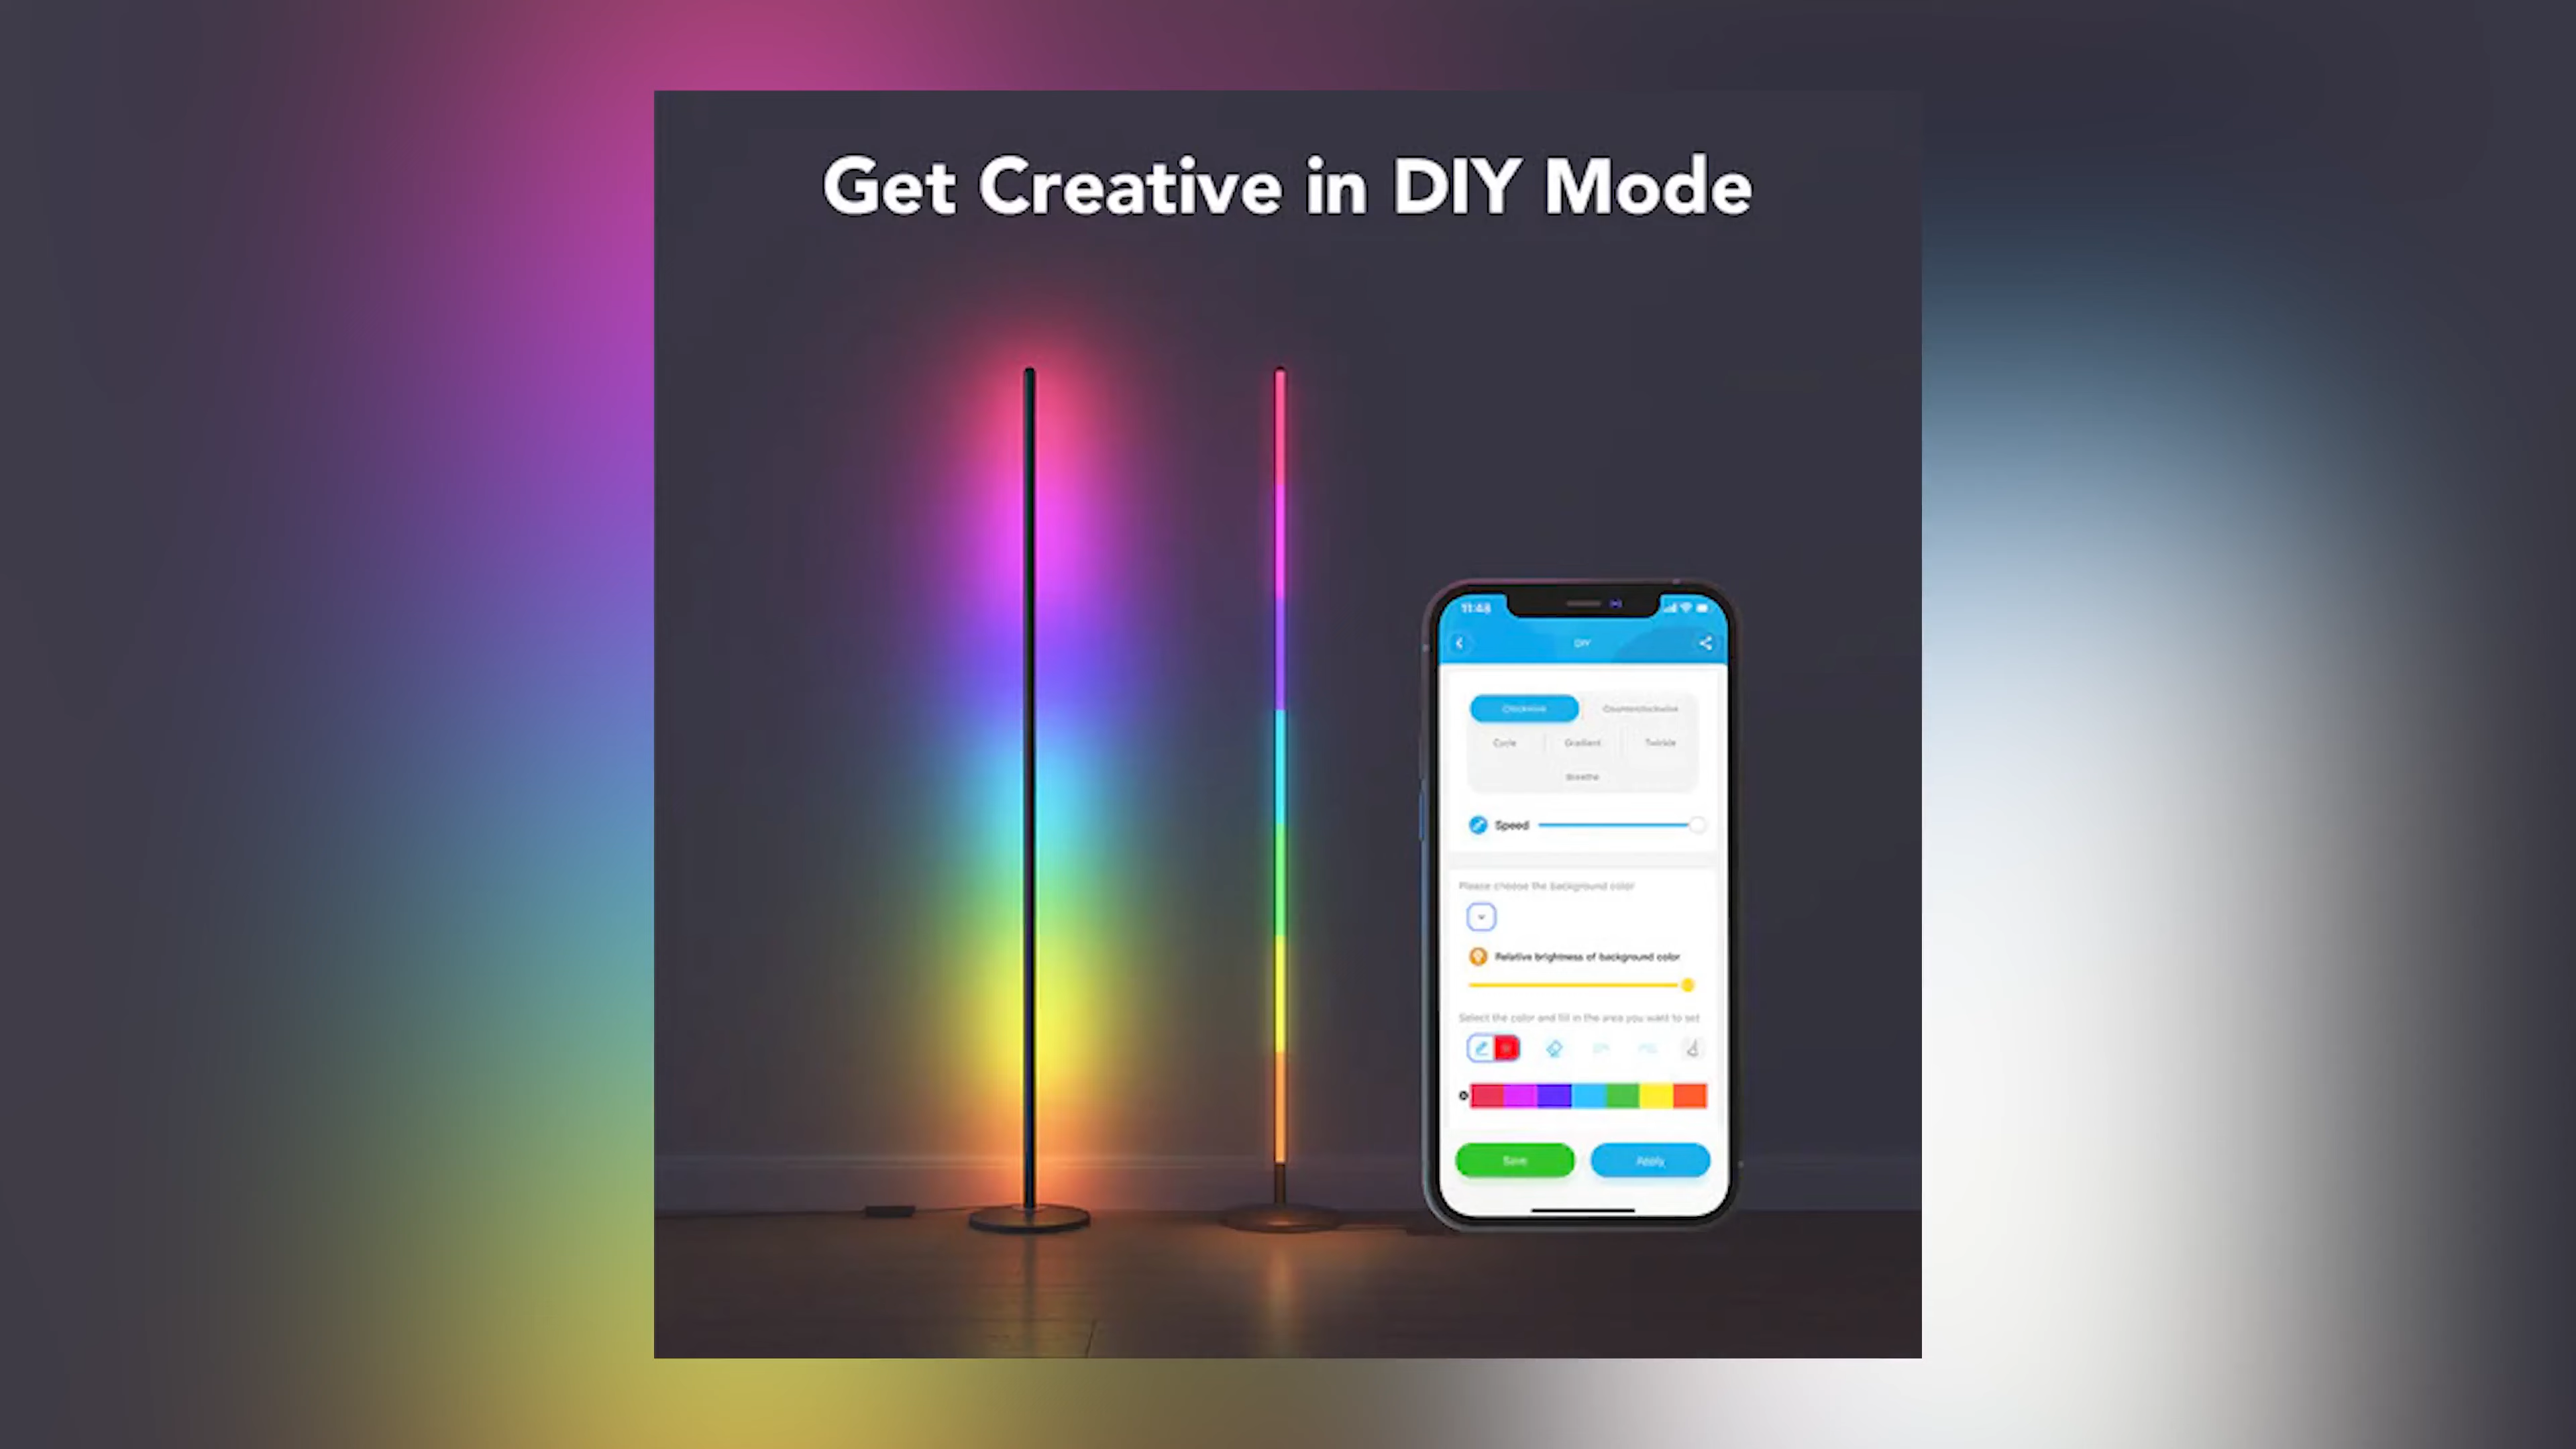 Get Creative in DIY Mode
11:48
DIY
Clockwise Counterclockwise
Cycle Gradient Twinkle
Breathe
Speed
Please choose the background color
Relative brightness of background color
Select the color and fill in the area you want to set
Save Apply